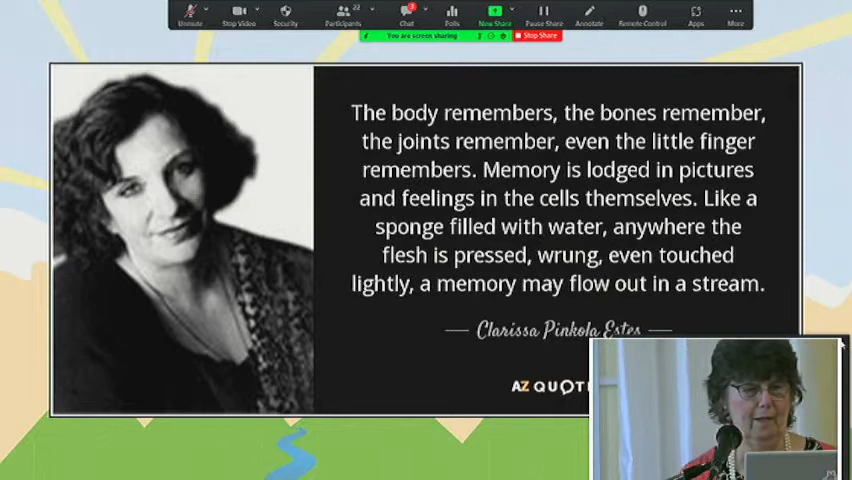 22
3
Unmute
Stop Video
Security
Participants
Chat
Polls
New Share
Pause Share
Annotate
Remote Control
Apps
More
You are screen sharing
Stop Share
The body remembers, the bones remember,
the joints remember, even the little finger
remembers. Memory is lodged in pictures
and feelings in the cells themselves. Like a
sponge filled with water, anywhere the
flesh is pressed, wrung, even touched
lightly, a memory may flow out in a stream.
Clarissa Pinkola Estes
AZ QUOT